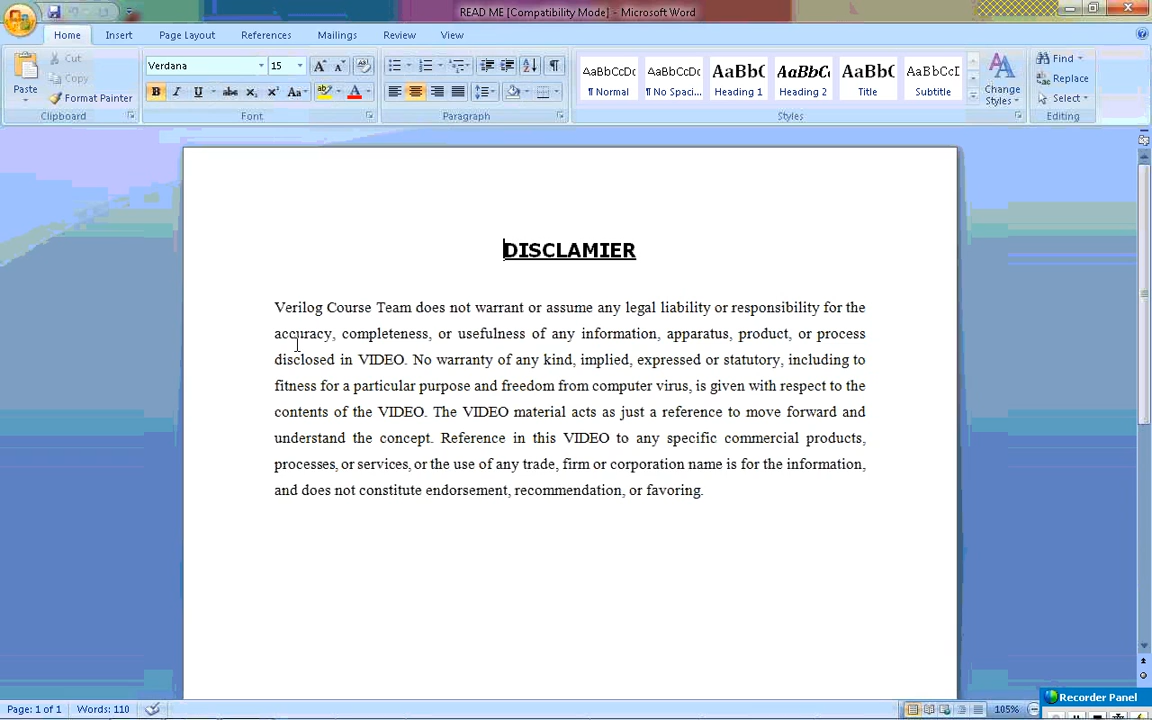 READ ME [Compatibility Mode] - Microsoft Word
Home Insert Page Layout References Mailings Review View
Paste
Cut
Copy
Format Painter
Clipboard
Verdana 15
B I U abc X₂ X² Aa
Font
Paragraph
AaBbCcDc AaBbCcDc AaBbC AaBbC AaBbC AaBbCcI
¶ Normal ¶ No Spaci... Heading 1 Heading 2 Title Subtitle
Change Styles
Styles
Find
Replace
Select
Editing
DISCLAMIER
Verilog Course Team does not warrant or assume any legal liability or responsibility for the
accuracy, completeness, or usefulness of any information, apparatus, product, or process
disclosed in VIDEO. No warranty of any kind, implied, expressed or statutory, including to
fitness for a particular purpose and freedom from computer virus, is given with respect to the
contents of the VIDEO. The VIDEO material acts as just a reference to move forward and
understand the concept. Reference in this VIDEO to any specific commercial products,
processes, or services, or the use of any trade, firm or corporation name is for the information,
and does not constitute endorsement, recommendation, or favoring.
Page: 1 of 1 Words: 110
105%
Recorder Panel